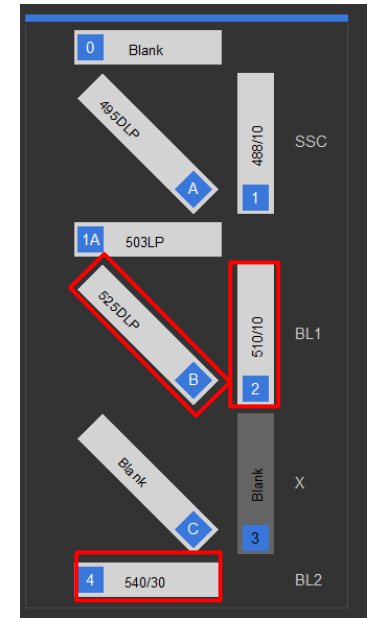 0 Blank
495DLP
A
488/10
1
SSC
1A 503LP
525DLP
B
510/10
2
BL1
Blank
C
Blank
3
X
4 540/30
BL2